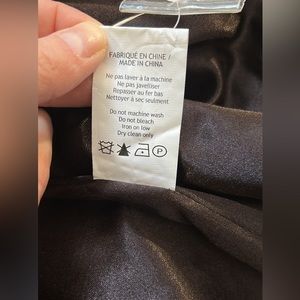 FABRIQUÉ EN CHINE /
MADE IN CHINA
Ne pas laver à la machine
Ne pas javelliser
Repasser au fer bas
Nettoyer à sec seulement
Do not machine wash
Do not bleach
Iron on low
Dry clean only
P